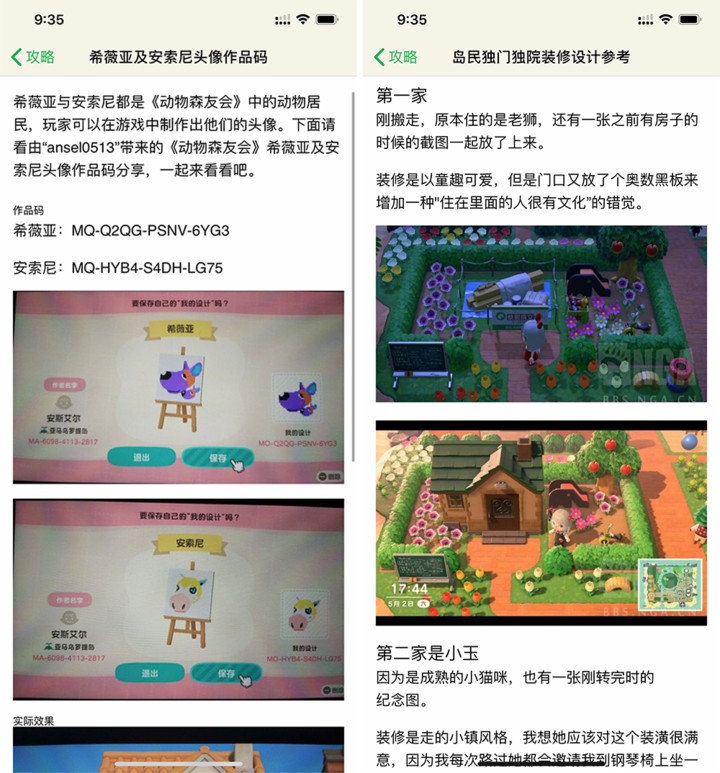 9:35
攻略
希薇亚及安索尼头像作品码
希薇亚与安索尼都是《动物森友会》中的动物居
民，玩家可以在游戏中制作出他们的头像。下面请
看由“ansel0513”带来的《动物森友会》希薇亚及安
索尼头像作品码分享，一起来看看吧。
作品码
希薇亚：MQ-Q2QG-PSNV-6YG3
安索尼：MQ-HYB4-S4DH-LG75
要保存自己的“我的设计”吗？
希薇亚
作者名字
安斯艾尔
亚马乌罗提岛
MA-6098-4113-2817
我的设计
MO-Q2QG-PSNV-6YG3
退出
保存
删除
要保存自己的“我的设计”吗？
安索尼
作者名字
安斯艾尔
亚马乌罗提岛
MA-6098-4113-2817
我的设计
MO-HYB4-S4DH-LG75
退出
保存
删除
实际效果
9:35
攻略
岛民独门独院装修设计参考
第一家
刚搬走，原本住的是老狮，还有一张之前有房子的
时候的截图一起放了上来。
装修是以童趣可爱，但是门口又放了个奥数黑板来
增加一种"住在里面的人很有文化”的错觉。
NGA
BBS.NGA.CN
17:44
5月2日 六
BBS.NGA.CN
第二家是小玉
因为是成熟的小猫咪，也有一张刚转完时的
纪念图。
装修是走的小镇风格，我想她应该对这个装潢很满
意，因为我每次路过她都会邀请我到钢琴椅上坐一